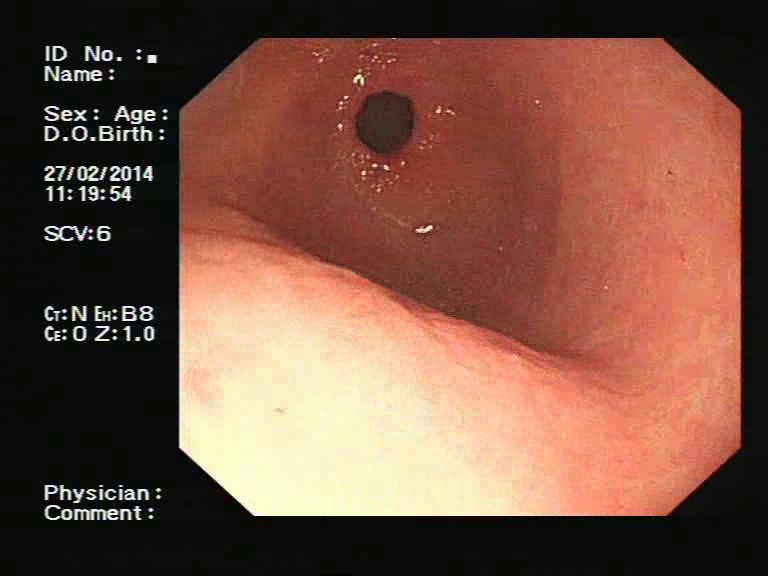 ID No. :
Name:
Sex: Age:
D.O.Birth:
27/02/2014
11:19:54
SCV:6
CT:N EH:B8
CE:0 Z:1.0
Physician:
Comment: